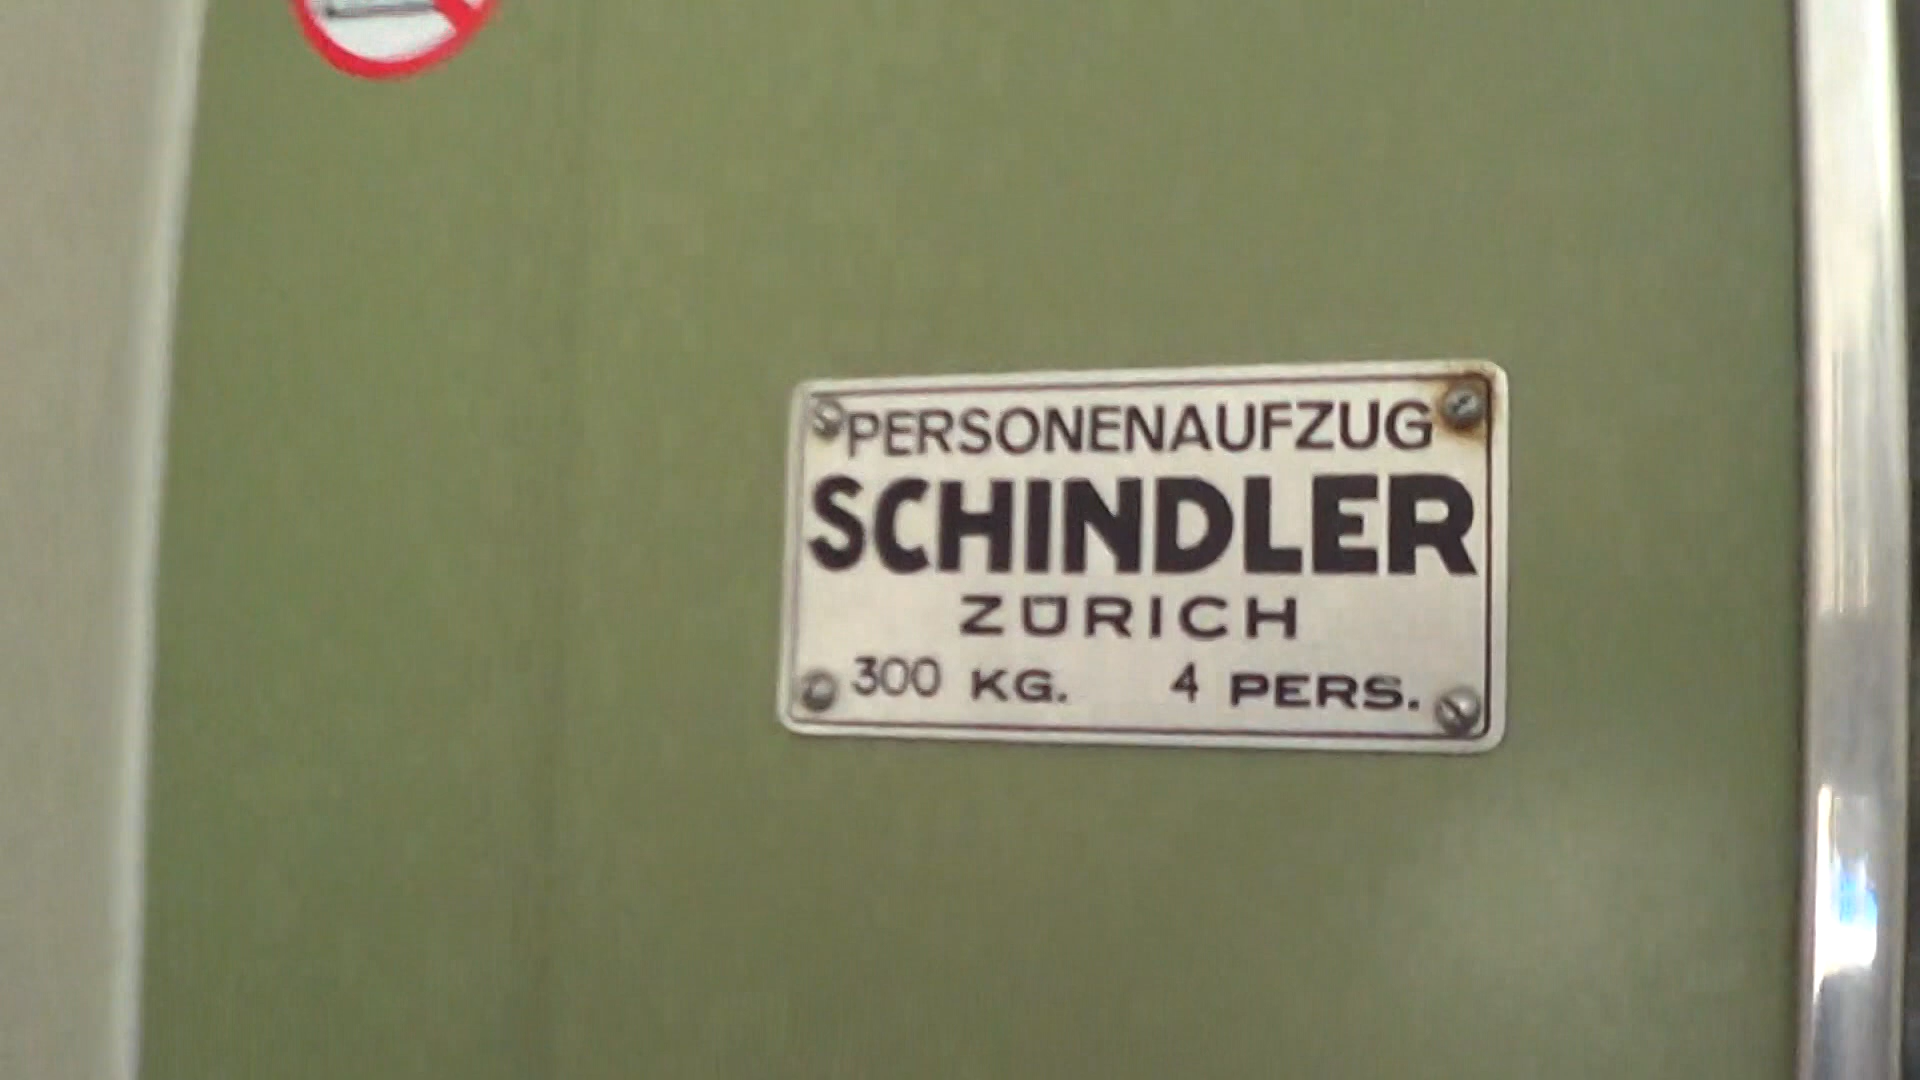 PERSONENAUFZUG
SCHINDLER
ZÜRICH
300 KG. 4 PERS.